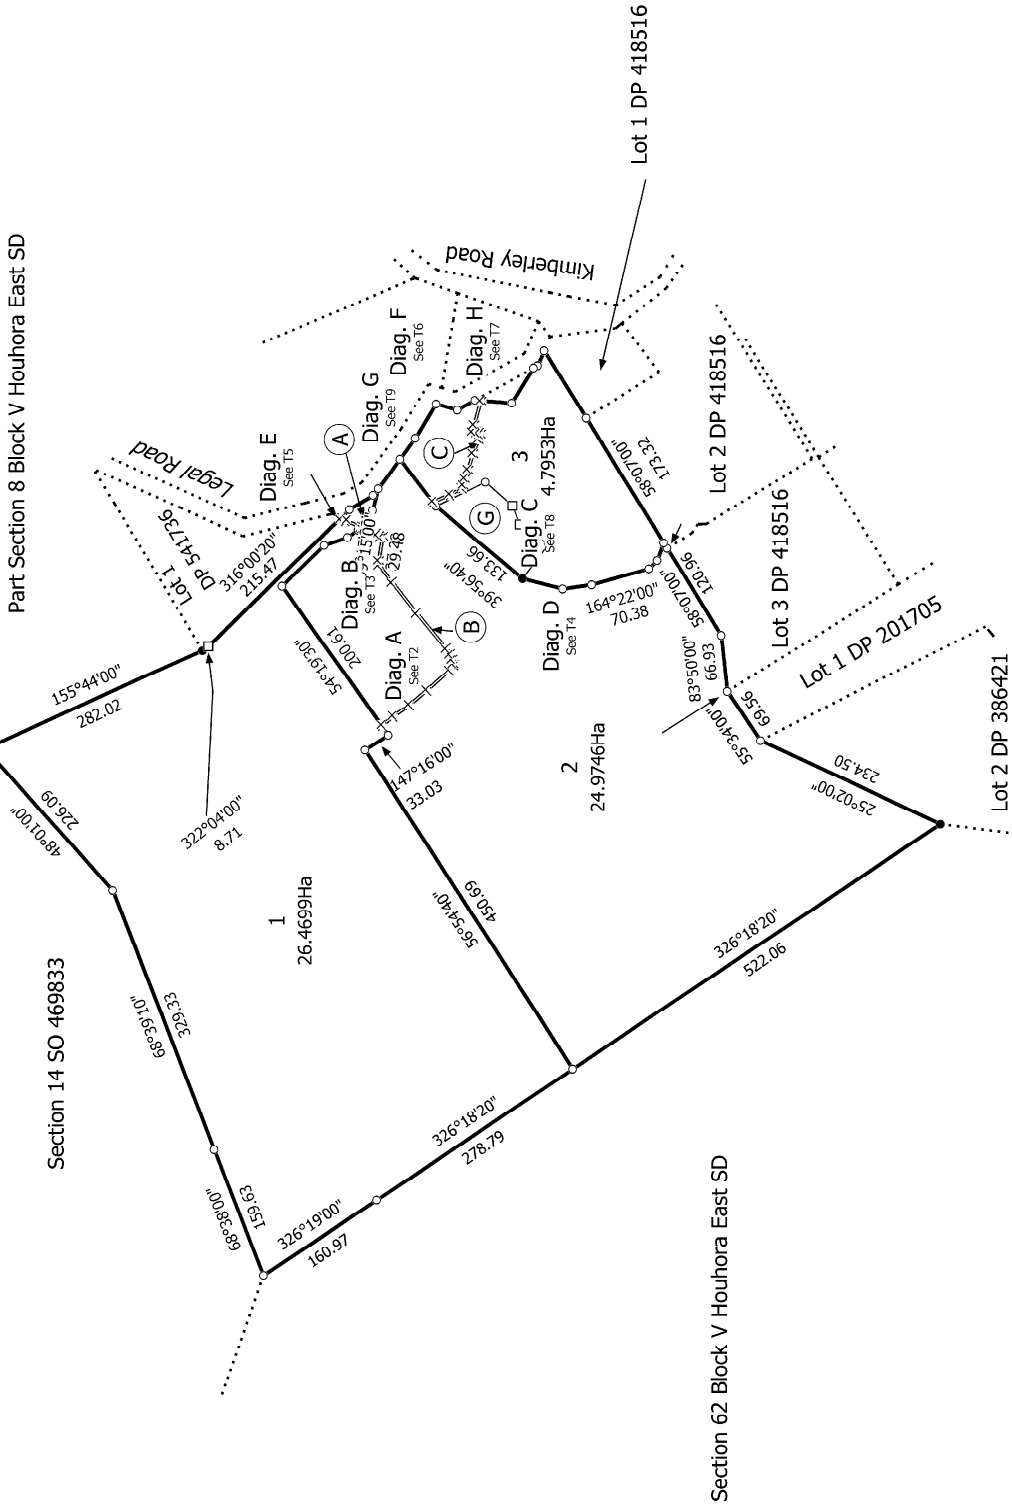 Part Section 8 Block V Houhora East SD
Section 14 SO 469833
Legal Road
Lot 1
DP 541736
155°44'00"
282.02
48°01'00"
226.09
316°00'20"
215.47
322°04'00"
8.71
68°39'10"
329.33
68°38'00"
159.63
326°19'00"
160.97
326°18'20"
278.79
1
26.4699Ha
54°19'30"
200.61
147°16'00"
33.03
56°54'40"
450.69
Diag. E
See T5
A
Diag. G
See T9
Diag. F
See T6
Diag. H
See T7
Kimberley Road
Lot 1 DP 418516
Diag. B
See T3
15'00"
29.48
Diag. A
See T2
B
C
G
Diag. C
See T8
3
4.7953Ha
39°56'40"
133.66
Diag. D
See T4
164°22'00"
70.38
58°07'00"
173.32
58°07'00"
120.96
Lot 2 DP 418516
Lot 3 DP 418516
83°50'00"
66.93
55°34'00"
69.56
Lot 1 DP 201705
25°02'00"
234.50
2
24.9746Ha
326°18'20"
522.06
Lot 2 DP 386421
Section 62 Block V Houhora East SD